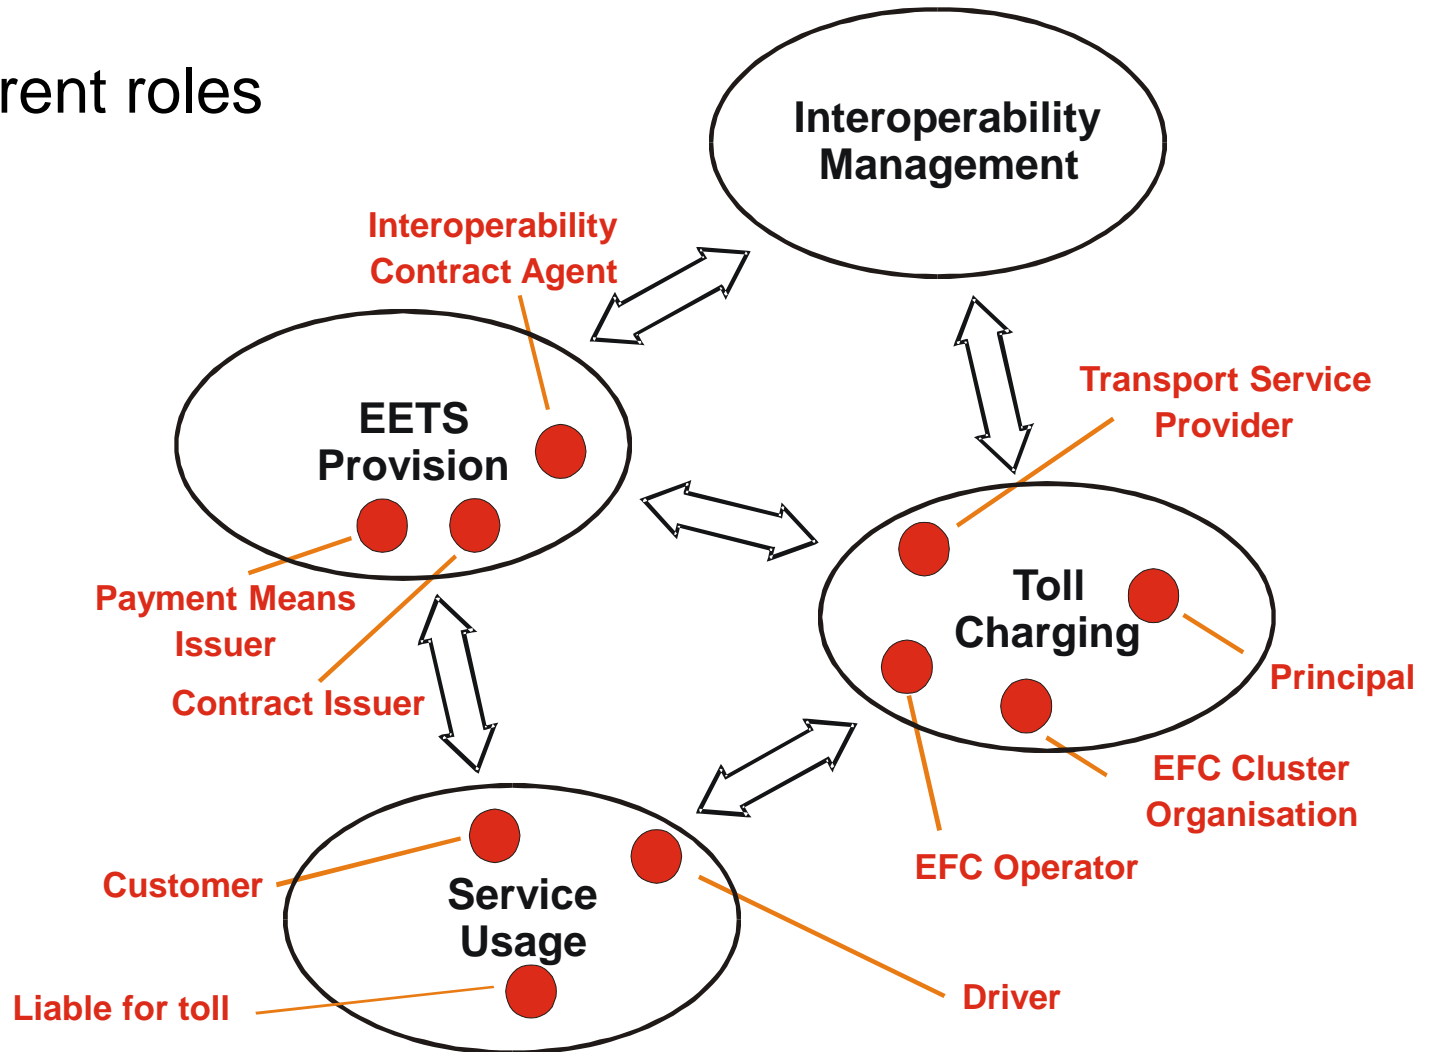 rent roles
Interoperability
Management
Interoperability
Contract Agent
Transport Service
Provider
EETS
Provision
Toll
Charging
Payment Means
Issuer
Principal
Contract Issuer
EFC Cluster
Organisation
EFC Operator
Customer
Service
Usage
Driver
Liable for toll